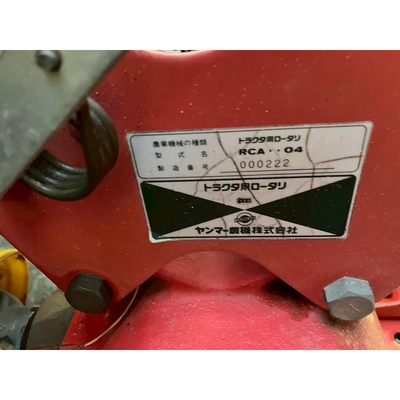 農業機械の種類 トラクタ用ロータリ
型式名 RCA··04
製造番号 000222
トラクタ用ロータリ
ヤンマー農機株式会社